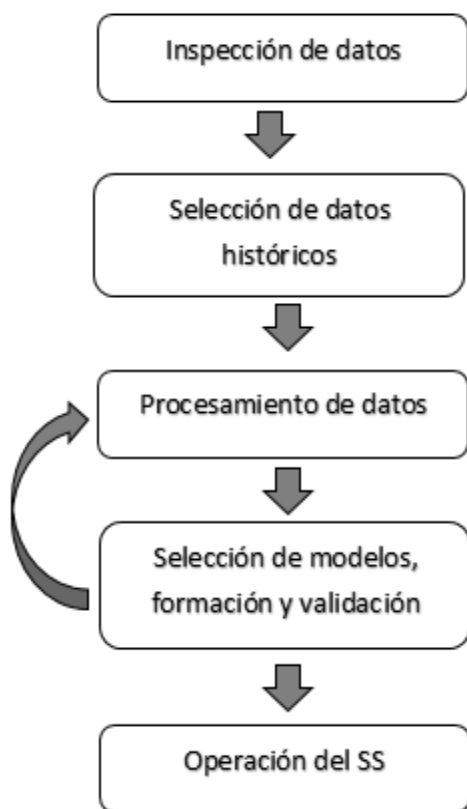 Inspección de datos
Selección de datos
históricos
Procesamiento de datos
Selección de modelos,
formación y validación
Operación del SS